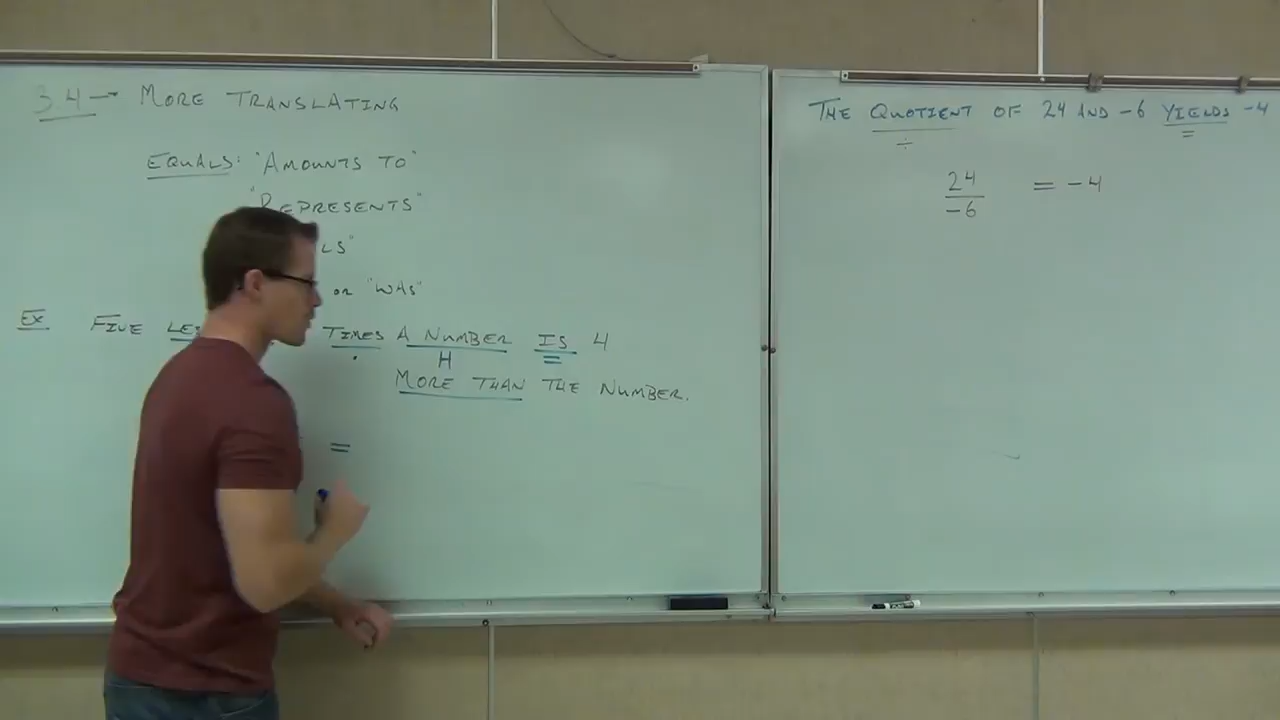 3.4 → MORE TRANSLATING
EQUALS: "AMOUNTS TO"
"REPRESENTS"
or "WAS"
EX FIVE TIMES A NUMBER IS 4
• H =
MORE THAN THE NUMBER.
=
THE QUOTIENT OF 24 AND -6 YIELDS -4
÷ =
24 = -4
-6